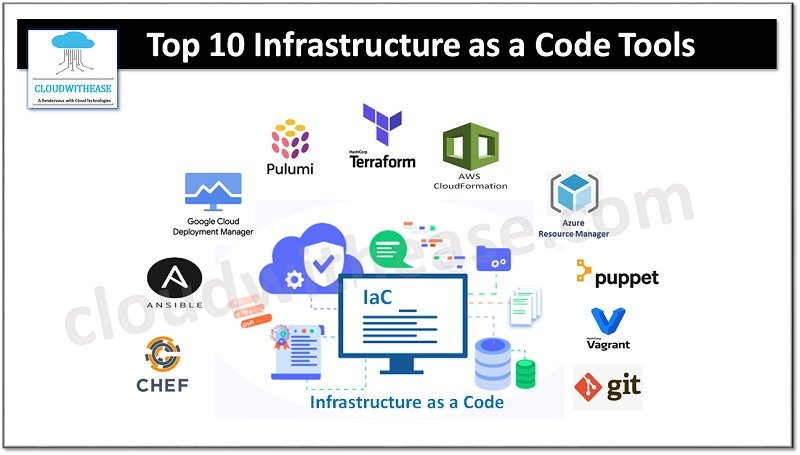 Top 10 Infrastructure as a Code Tools
CLOUDWITHEASE
A Rendezvous with Cloud Technologies
Pulumi
HashiCorp
Terraform
AWS
CloudFormation
Google Cloud
Deployment Manager
Azure
Resource Manager
ANSIBLE
puppet
HashiCorp
Vagrant
CHEF
git
IaC
Infrastructure as a Code
cloudwithease.com